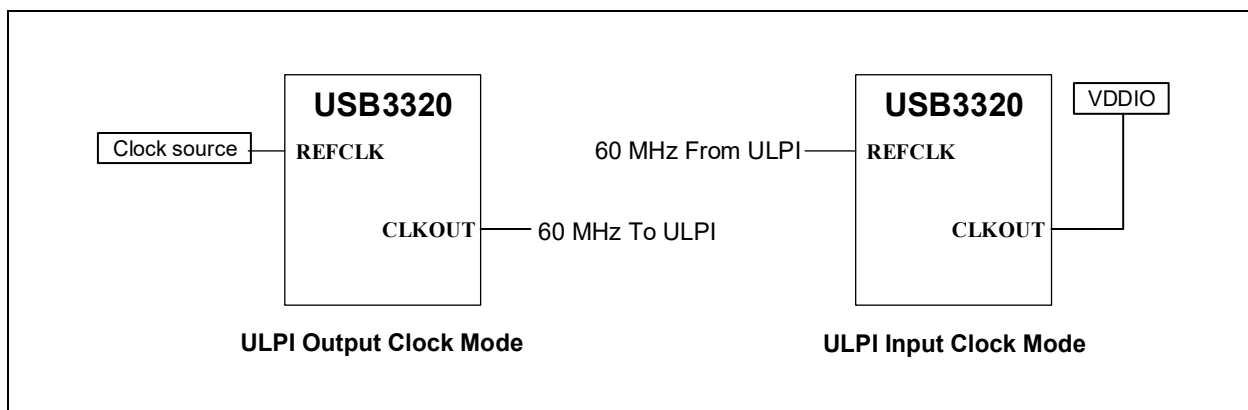 USB3320
Clock source
REFCLK
CLKOUT
60 MHz To ULPI
ULPI Output Clock Mode
USB3320
VDDIO
60 MHz From ULPI
REFCLK
CLKOUT
ULPI Input Clock Mode